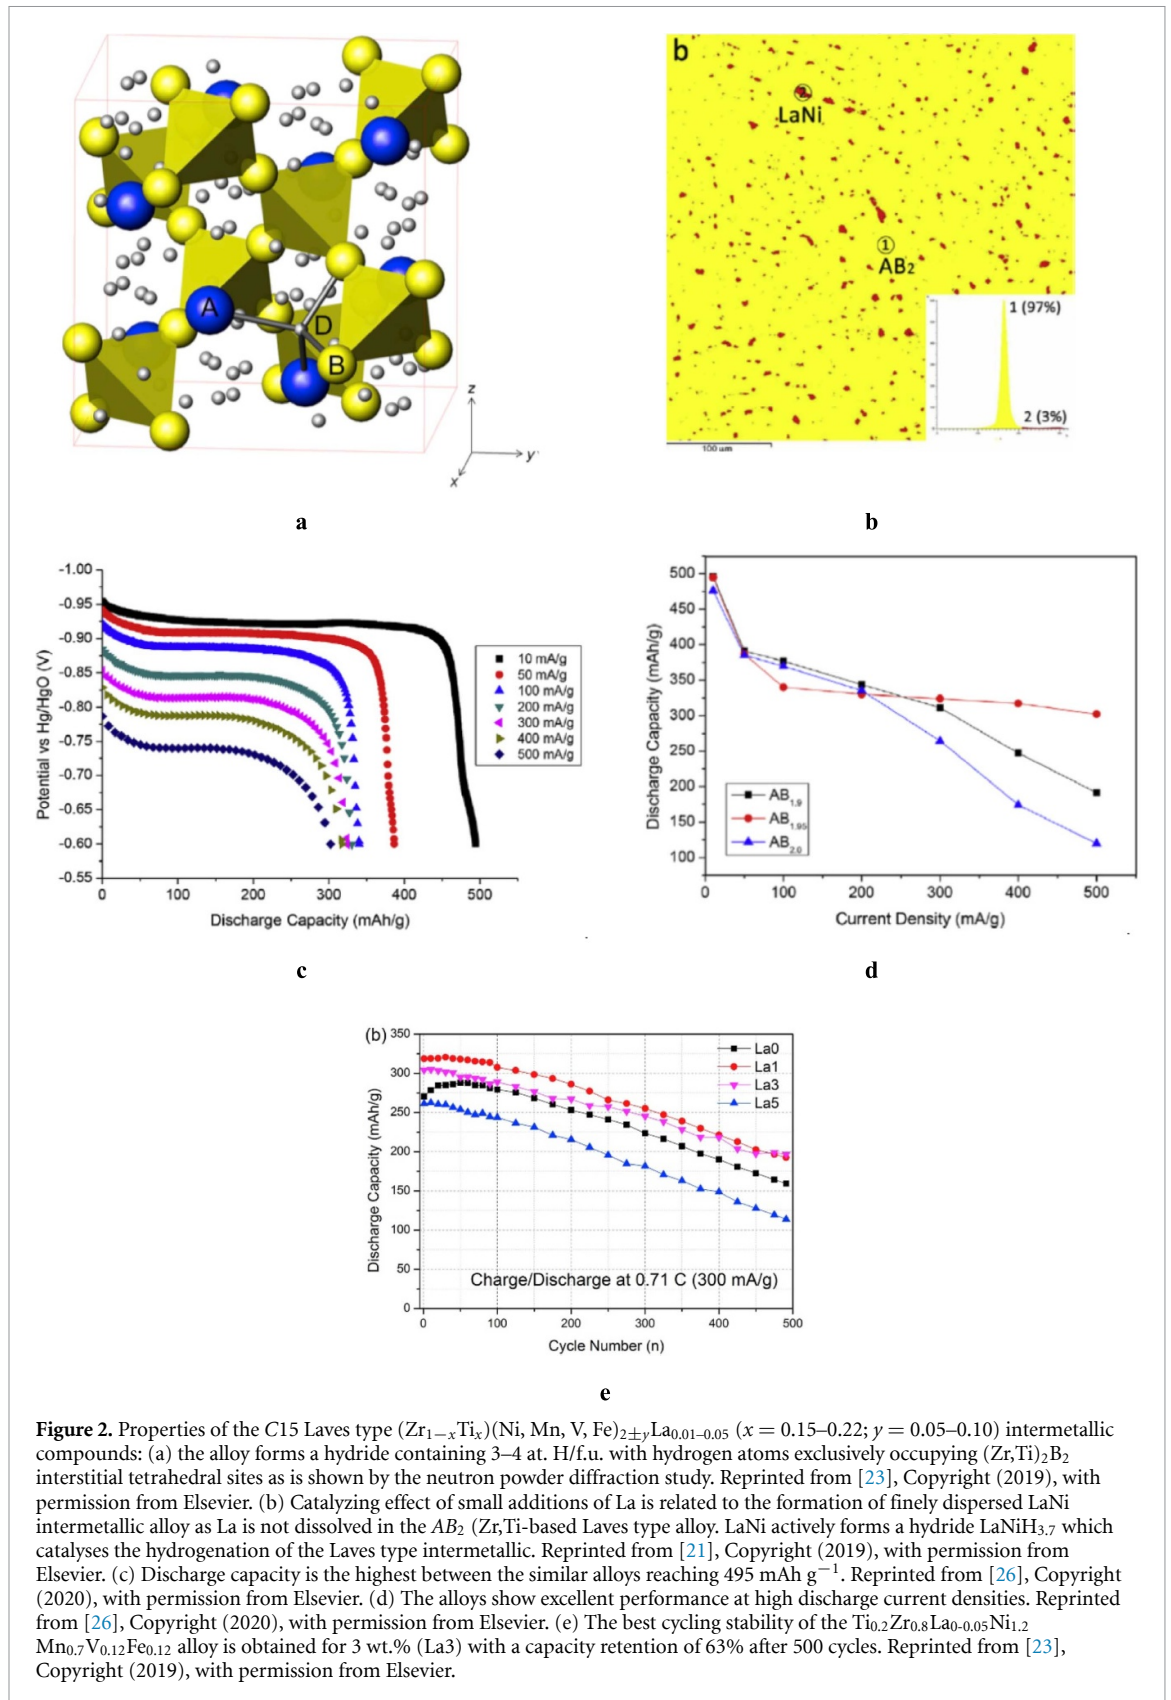 A
D
B
z
y
x
a
b
② 
LaNi
①
AB₂
1 (97%)
2 (3%)
100 µm
b
-1.00
-0.95
-0.90
-0.85
-0.80
-0.75
-0.70
-0.65
-0.60
-0.55
0 100 200 300 400 500
Potential vs Hg/HgO (V)
Discharge Capacity (mAh/g)
10 mA/g
50 mA/g
100 mA/g
200 mA/g
300 mA/g
400 mA/g
500 mA/g
c
500
450
400
350
300
250
200
150
100
0 100 200 300 400 500
Discharge Capacity (mAh/g)
Current Density (mA/g)
AB₁.₉
AB₁.₉₅
AB₂.₀
d
(b)
350
300
250
200
150
100
50
0
0 100 200 300 400 500
Discharge Capacity (mAh/g)
Cycle Number (n)
La0
La1
La3
La5
Charge/Discharge at 0.71 C (300 mA/g)
e
Figure 2. Properties of the C15 Laves type (Zr₁₋ₓTiₓ)(Ni, Mn, V, Fe)₂±y La₀.₀₁₋₀.₀₅ (x = 0.15–0.22; y = 0.05–0.10) intermetallic
compounds: (a) the alloy forms a hydride containing 3–4 at. H/f.u. with hydrogen atoms exclusively occupying (Zr,Ti)₂B₂
interstitial tetrahedral sites as is shown by the neutron powder diffraction study. Reprinted from [23], Copyright (2019), with
permission from Elsevier. (b) Catalyzing effect of small additions of La is related to the formation of finely dispersed LaNi
intermetallic alloy as La is not dissolved in the AB₂ (Zr,Ti-based Laves type alloy. LaNi actively forms a hydride LaNiH₃.₇ which
catalyses the hydrogenation of the Laves type intermetallic. Reprinted from [21], Copyright (2019), with permission from
Elsevier. (c) Discharge capacity is the highest between the similar alloys reaching 495 mAh g⁻¹. Reprinted from [26], Copyright
(2020), with permission from Elsevier. (d) The alloys show excellent performance at high discharge current densities. Reprinted
from [26], Copyright (2020), with permission from Elsevier. (e) The best cycling stability of the Ti₀.₂Zr₀.₈La₀₋₀.₀₅Ni₁.₂
Mn₀.₇V₀.₁₂Fe₀.₁₂ alloy is obtained for 3 wt.% (La3) with a capacity retention of 63% after 500 cycles. Reprinted from [23],
Copyright (2019), with permission from Elsevier.